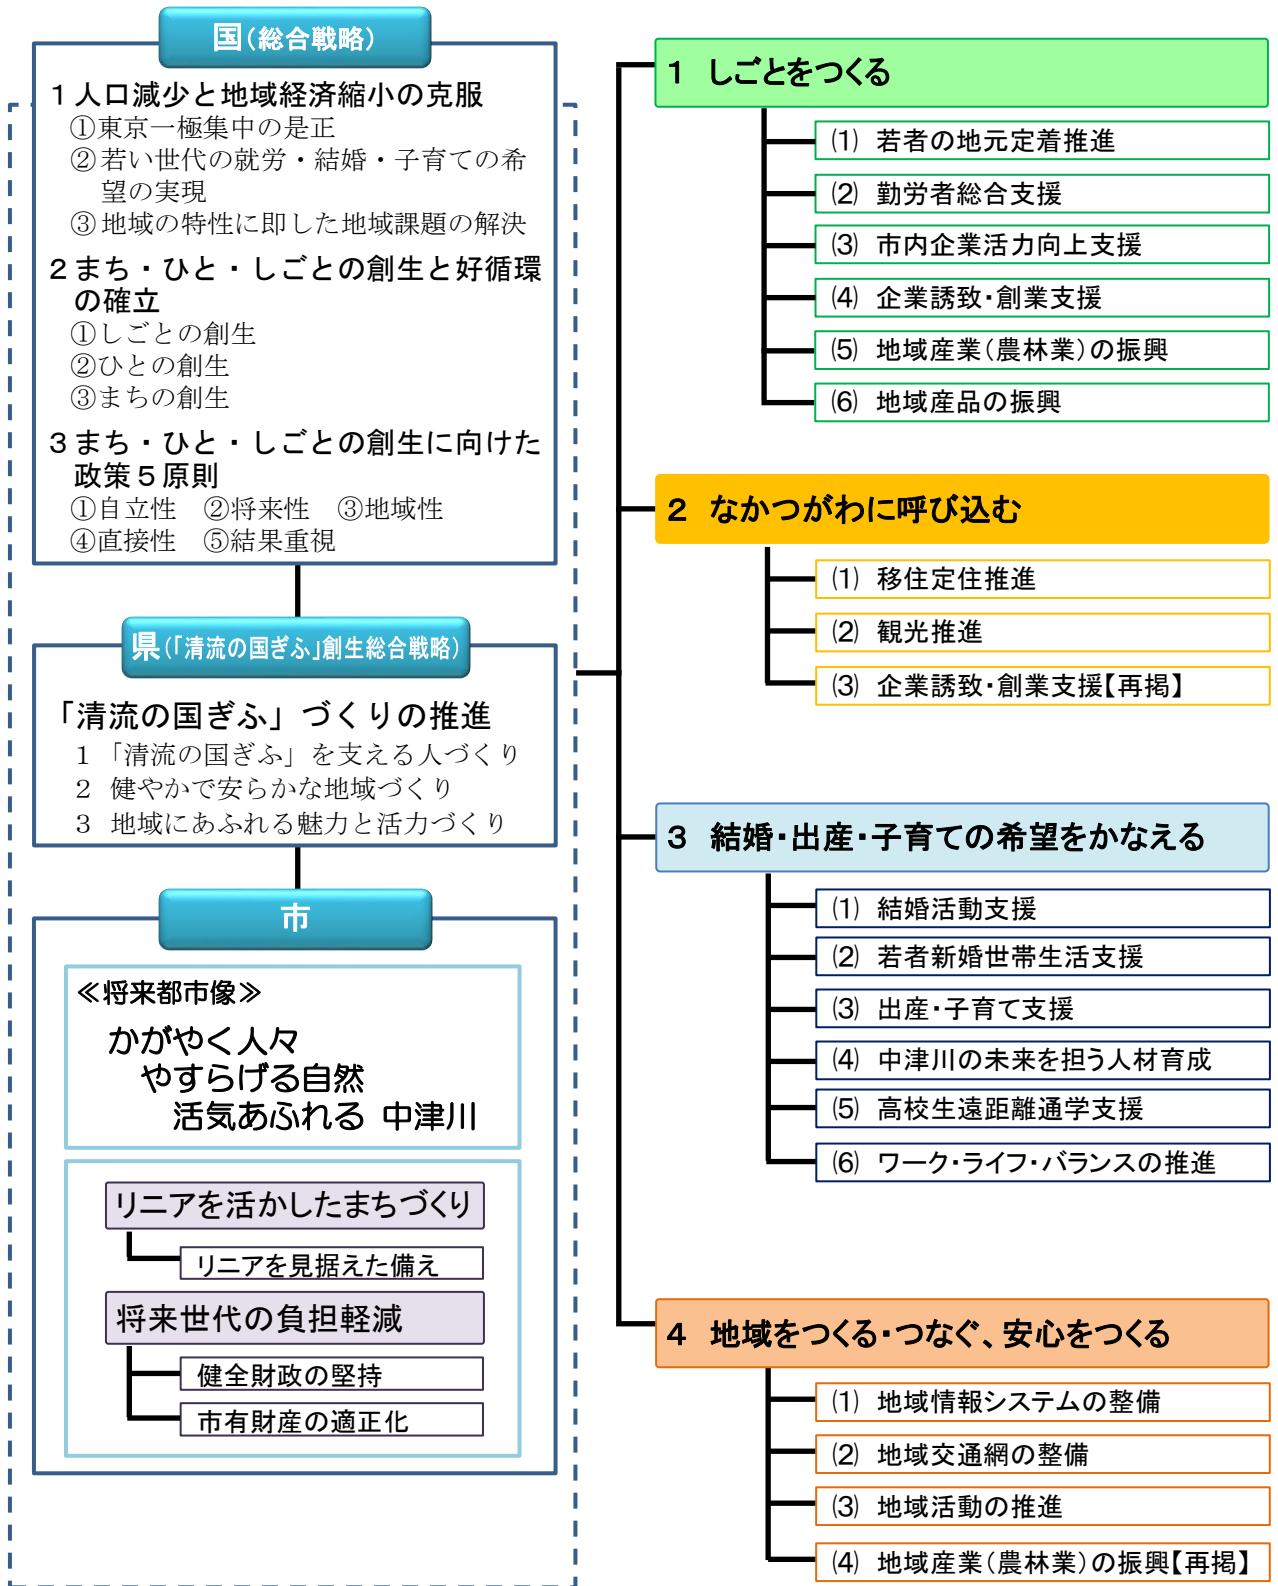 国(総合戦略)
1 人口減少と地域経済縮小の克服
①東京一極集中の是正
②若い世代の就労・結婚・子育ての希
望の実現
③地域の特性に即した地域課題の解決
2 まち・ひと・しごとの創生と好循環
の確立
①しごとの創生
②ひとの創生
③まちの創生
3 まち・ひと・しごとの創生に向けた
政策5原則
①自立性 ②将来性 ③地域性
④直接性 ⑤結果重視
県(「清流の国ぎふ」創生総合戦略)
「清流の国ぎふ」づくりの推進
1 「清流の国ぎふ」を支える人づくり
2 健やかで安らかな地域づくり
3 地域にあふれる魅力と活力づくり
市
≪将来都市像≫
かがやく人々
やすらげる自然
活気あふれる 中津川
リニアを活かしたまちづくり
リニアを見据えた備え
将来世代の負担軽減
健全財政の堅持
市有財産の適正化
1 しごとをつくる
⑴ 若者の地元定着推進
⑵ 勤労者総合支援
⑶ 市内企業活力向上支援
⑷ 企業誘致・創業支援
⑸ 地域産業(農林業)の振興
⑹ 地域産品の振興
2 なかつがわに呼び込む
⑴ 移住定住推進
⑵ 観光推進
⑶ 企業誘致・創業支援【再掲】
3 結婚・出産・子育ての希望をかなえる
⑴ 結婚活動支援
⑵ 若者新婚世帯生活支援
⑶ 出産・子育て支援
⑷ 中津川の未来を担う人材育成
⑸ 高校生遠距離通学支援
⑹ ワーク・ライフ・バランスの推進
4 地域をつくる・つなぐ、安心をつくる
⑴ 地域情報システムの整備
⑵ 地域交通網の整備
⑶ 地域活動の推進
⑷ 地域産業(農林業)の振興【再掲】